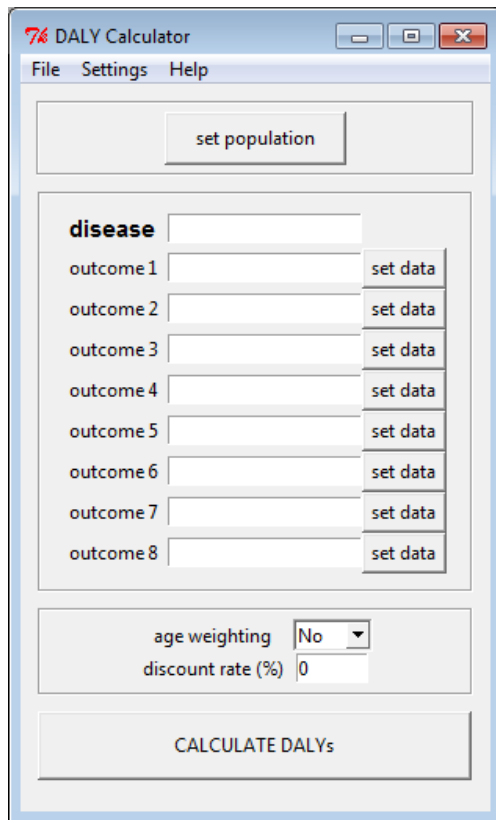 DALY Calculator
File Settings Help
set population
disease
outcome 1 set data
outcome 2 set data
outcome 3 set data
outcome 4 set data
outcome 5 set data
outcome 6 set data
outcome 7 set data
outcome 8 set data
age weighting No
discount rate (%) 0
CALCULATE DALYs